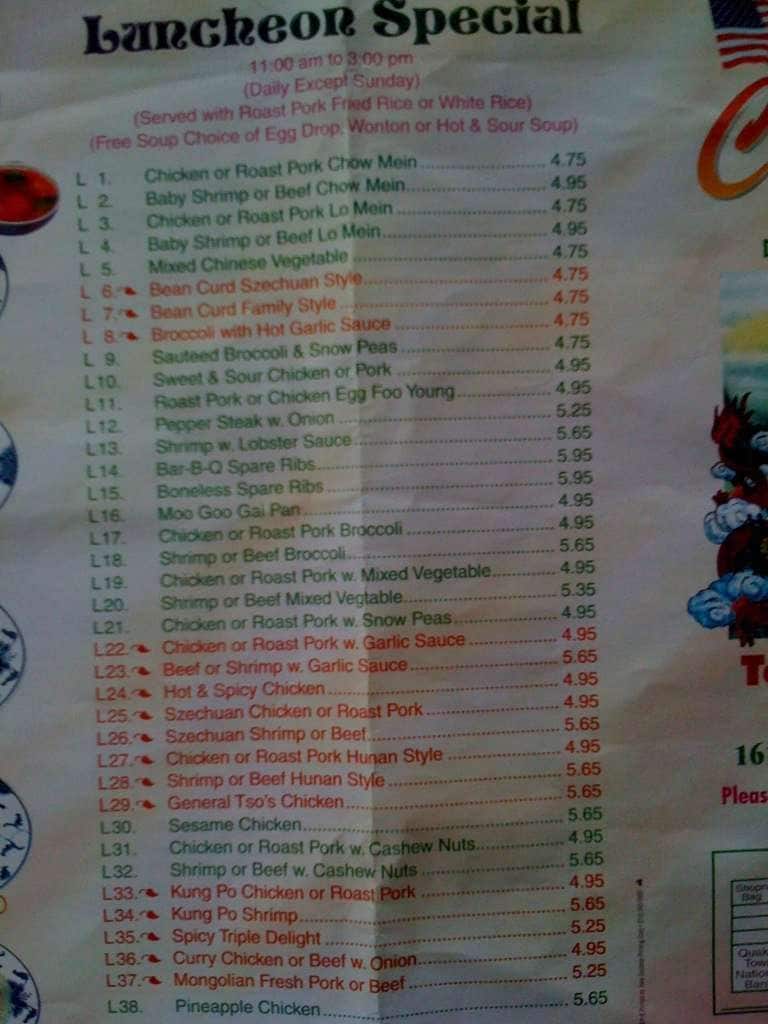 Luncheon Special
11:00 am to 3:00 pm
(Daily Except Sunday)
(Served with Roast Pork Fried Rice or White Rice)
(Free Soup Choice of Egg Drop, Wonton or Hot & Sour Soup)
L 1. Chicken or Roast Pork Chow Mein 4.75
L 2. Baby Shrimp or Beef Chow Mein 4.95
L 3. Chicken or Roast Pork Lo Mein 4.75
L 4. Baby Shrimp or Beef Lo Mein 4.95
L 5. Mixed Chinese Vegetable 4.75
L 6. Bean Curd Szechuan Style 4.75
L 7. Bean Curd Family Style 4.75
L 8. Broccoli with Hot Garlic Sauce 4.75
L 9. Sauteed Broccoli & Snow Peas 4.75
L10. Sweet & Sour Chicken or Pork 4.95
L11. Roast Pork or Chicken Egg Foo Young 4.95
L12. Pepper Steak w. Onion 5.25
L13. Shrimp w. Lobster Sauce 5.65
L14. Bar-B-Q Spare Ribs 5.95
L15. Boneless Spare Ribs 5.95
L16. Moo Goo Gai Pan 4.95
L17. Chicken or Roast Pork Broccoli 4.95
L18. Shrimp or Beef Broccoli 5.65
L19. Chicken or Roast Pork w. Mixed Vegetable 4.95
L20. Shrimp or Beef Mixed Vegtable 5.35
L21. Chicken or Roast Pork w. Snow Peas 4.95
L22. Chicken or Roast Pork w. Garlic Sauce 4.95
L23. Beef or Shrimp w. Garlic Sauce 5.65
L24. Hot & Spicy Chicken 4.95
L25. Szechuan Chicken or Roast Pork 4.95
L26. Szechuan Shrimp or Beef 5.65
L27. Chicken or Roast Pork Hunan Style 4.95
L28. Shrimp or Beef Hunan Style 5.65
L29. General Tso's Chicken 5.65
L30. Sesame Chicken 5.65
L31. Chicken or Roast Pork w. Cashew Nuts 4.95
L32. Shrimp or Beef w. Cashew Nuts 5.65
L33. Kung Po Chicken or Roast Pork 4.95
L34. Kung Po Shrimp 5.65
L35. Spicy Triple Delight 5.25
L36. Curry Chicken or Beef w. Onion 4.95
L37. Mongolian Fresh Pork or Beef 5.25
L38. Pineapple Chicken 5.65
16
Pleas
Bag
Quak
Town
Nation
Bank